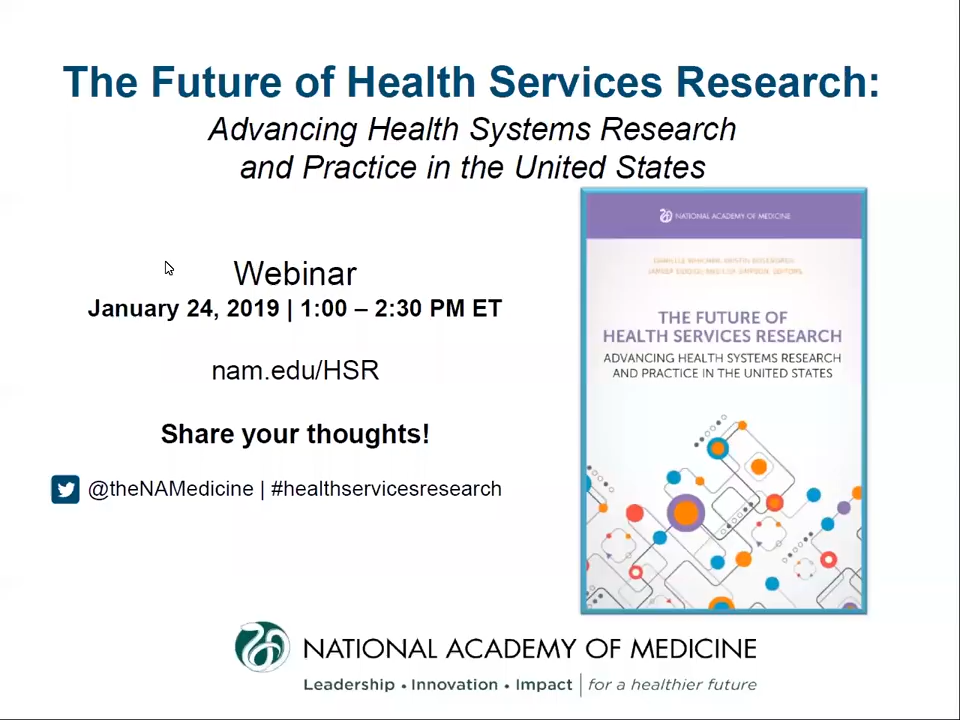 The Future of Health Services Research:
Advancing Health Systems Research
and Practice in the United States
Webinar
January 24, 2019 | 1:00 – 2:30 PM ET
nam.edu/HSR
Share your thoughts!
@theNAMedicine | #healthservicesresearch
NATIONAL ACADEMY OF MEDICINE
EDITORS
THE FUTURE OF
HEALTH SERVICES RESEARCH
ADVANCING HEALTH SYSTEMS RESEARCH
AND PRACTICE IN THE UNITED STATES
NATIONAL ACADEMY OF MEDICINE
Leadership • Innovation • Impact | for a healthier future